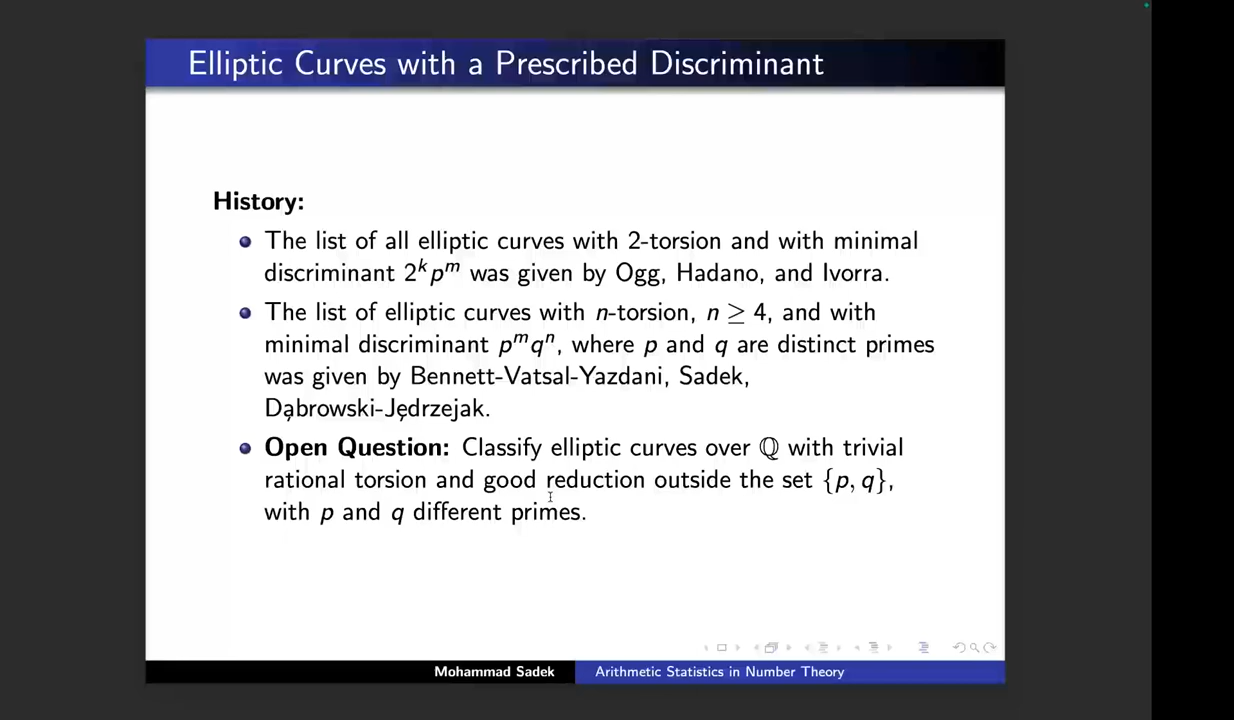 Elliptic Curves with a Prescribed Discriminant
History:
The list of all elliptic curves with 2-torsion and with minimal
discriminant 2^k p^m was given by Ogg, Hadano, and Ivorra.
The list of elliptic curves with n-torsion, n ≥ 4, and with
minimal discriminant p^m q^n, where p and q are distinct primes
was given by Bennett-Vatsal-Yazdani, Sadek,
Dąbrowski-Jędrzejak.
Open Question: Classify elliptic curves over ℚ with trivial
rational torsion and good reduction outside the set {p, q},
with p and q different primes.
Mohammad Sadek
Arithmetic Statistics in Number Theory